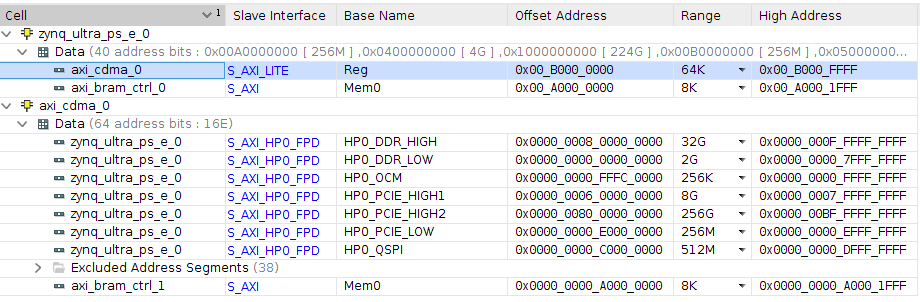 Cell 1 Slave Interface Base Name Offset Address Range High Address
zynq_ultra_ps_e_0
Data (40 address bits : 0x00A0000000 [ 256M ] ,0x0400000000 [ 4G ] ,0x1000000000 [ 224G ] ,0x00B0000000 [ 256M ] ,0x05000000...
axi_cdma_0 S_AXI_LITE Reg 0x00_B000_0000 64K 0x00_B000_FFFF
axi_bram_ctrl_0 S_AXI Mem0 0x00_A000_0000 8K 0x00_A000_1FFF
axi_cdma_0
Data (64 address bits : 16E)
zynq_ultra_ps_e_0 S_AXI_HP0_FPD HP0_DDR_HIGH 0x0000_0008_0000_0000 32G 0x0000_000F_FFFF_FFFF
zynq_ultra_ps_e_0 S_AXI_HP0_FPD HP0_DDR_LOW 0x0000_0000_0000_0000 2G 0x0000_0000_7FFF_FFFF
zynq_ultra_ps_e_0 S_AXI_HP0_FPD HP0_OCM 0x0000_0000_FFFC_0000 256K 0x0000_0000_FFFF_FFFF
zynq_ultra_ps_e_0 S_AXI_HP0_FPD HP0_PCIE_HIGH1 0x0000_0006_0000_0000 8G 0x0000_0007_FFFF_FFFF
zynq_ultra_ps_e_0 S_AXI_HP0_FPD HP0_PCIE_HIGH2 0x0000_0080_0000_0000 256G 0x0000_00BF_FFFF_FFFF
zynq_ultra_ps_e_0 S_AXI_HP0_FPD HP0_PCIE_LOW 0x0000_0000_E000_0000 256M 0x0000_0000_EFFF_FFFF
zynq_ultra_ps_e_0 S_AXI_HP0_FPD HP0_QSPI 0x0000_0000_C000_0000 512M 0x0000_0000_DFFF_FFFF
Excluded Address Segments (38)
axi_bram_ctrl_1 S_AXI Mem0 0x0000_0000_A000_0000 8K 0x0000_0000_A000_1FFF